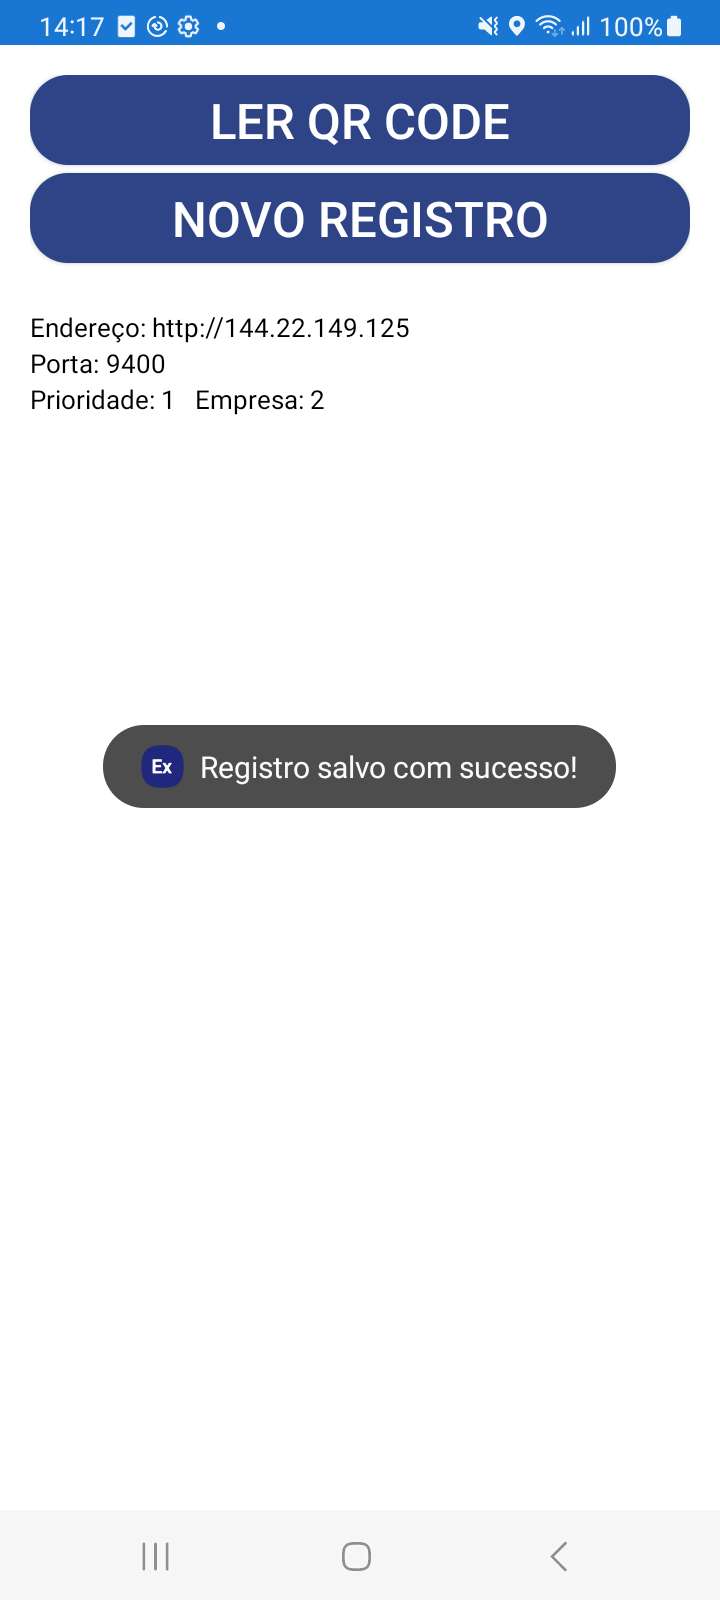 14:17 100%
LER QR CODE
NOVO REGISTRO
Endereço: http://144.22.149.125
Porta: 9400
Prioridade: 1 Empresa: 2
Ex Registro salvo com sucesso!